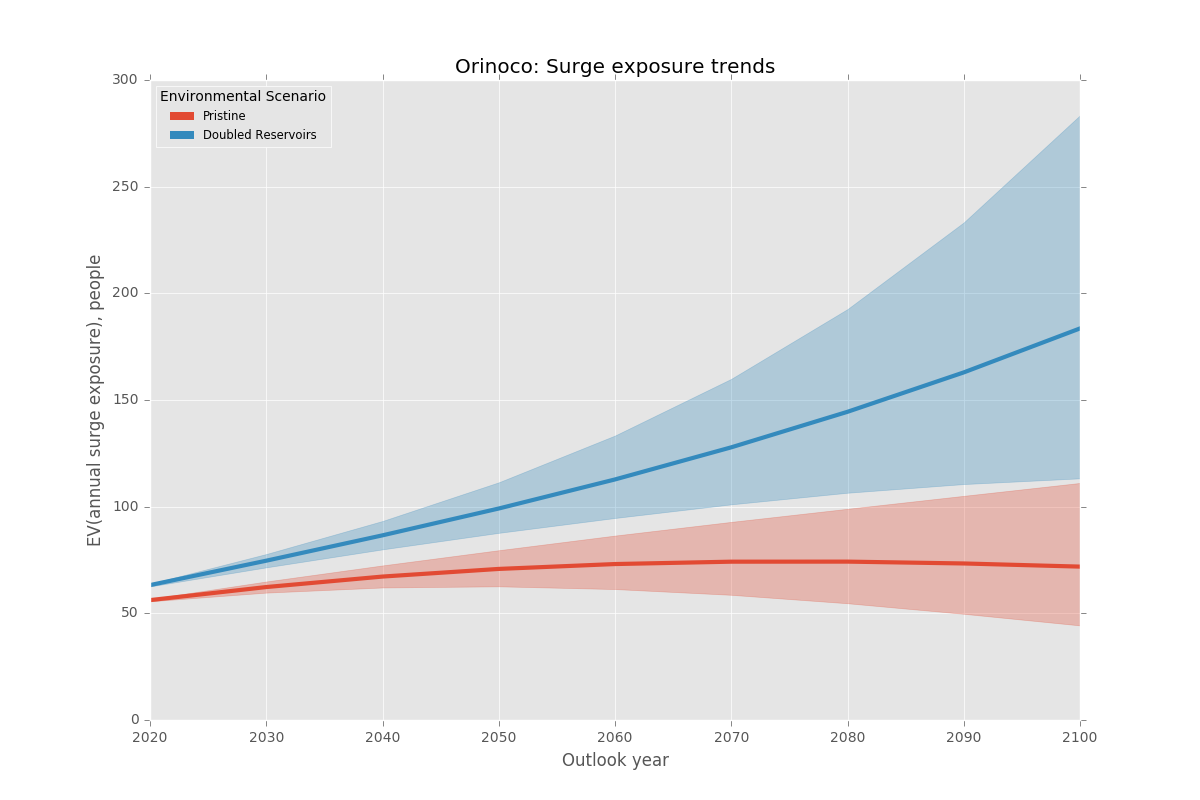 Orinoco: Surge exposure trends
Environmental Scenario
Pristine
Doubled Reservoirs
EV(annual surge exposure), people
300
250
200
150
100
50
0
2020 2030 2040 2050 2060 2070 2080 2090 2100
Outlook year